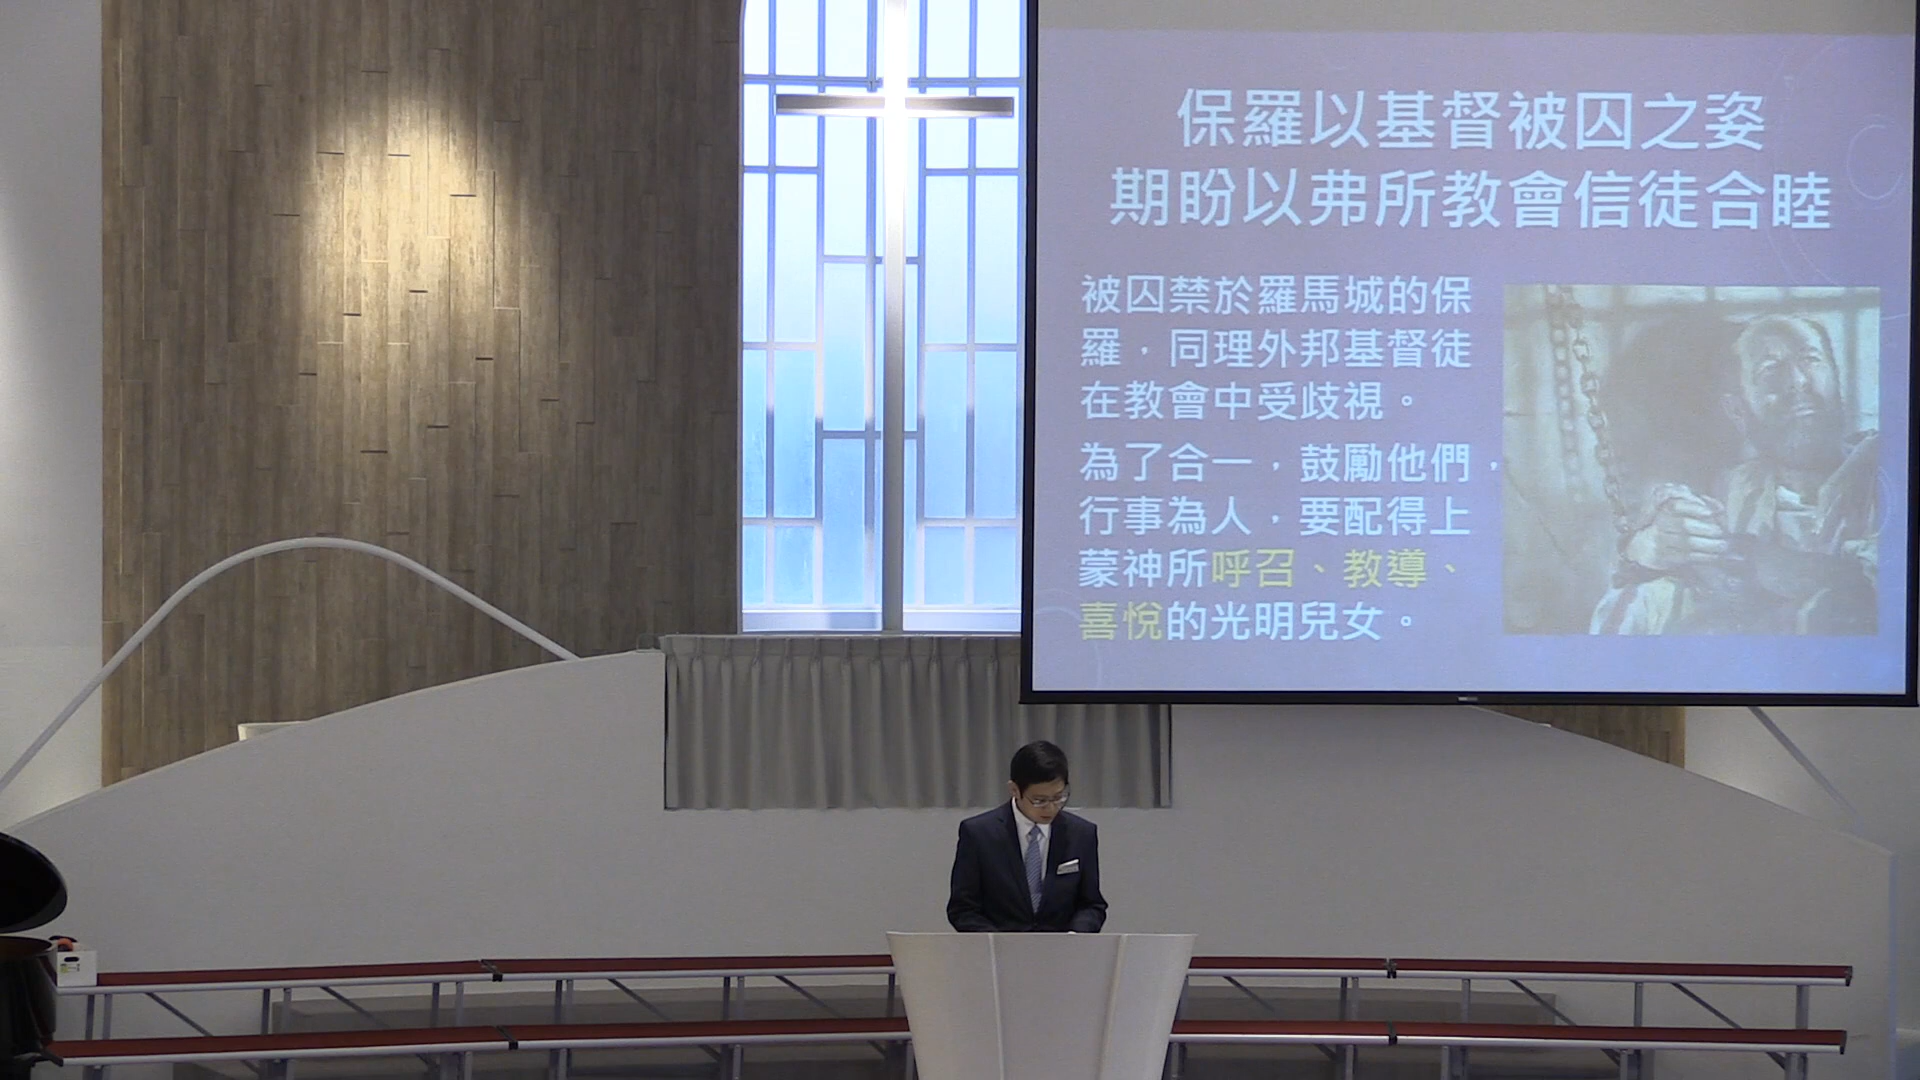 保羅以基督被囚之姿
期盼以弗所教會信徒合睦
被囚禁於羅馬城的保
羅，同理外邦基督徒
在教會中受歧視。
為了合一，鼓勵他們，
行事為人，要配得上
蒙神所呼召、教導、
喜悅的光明兒女。